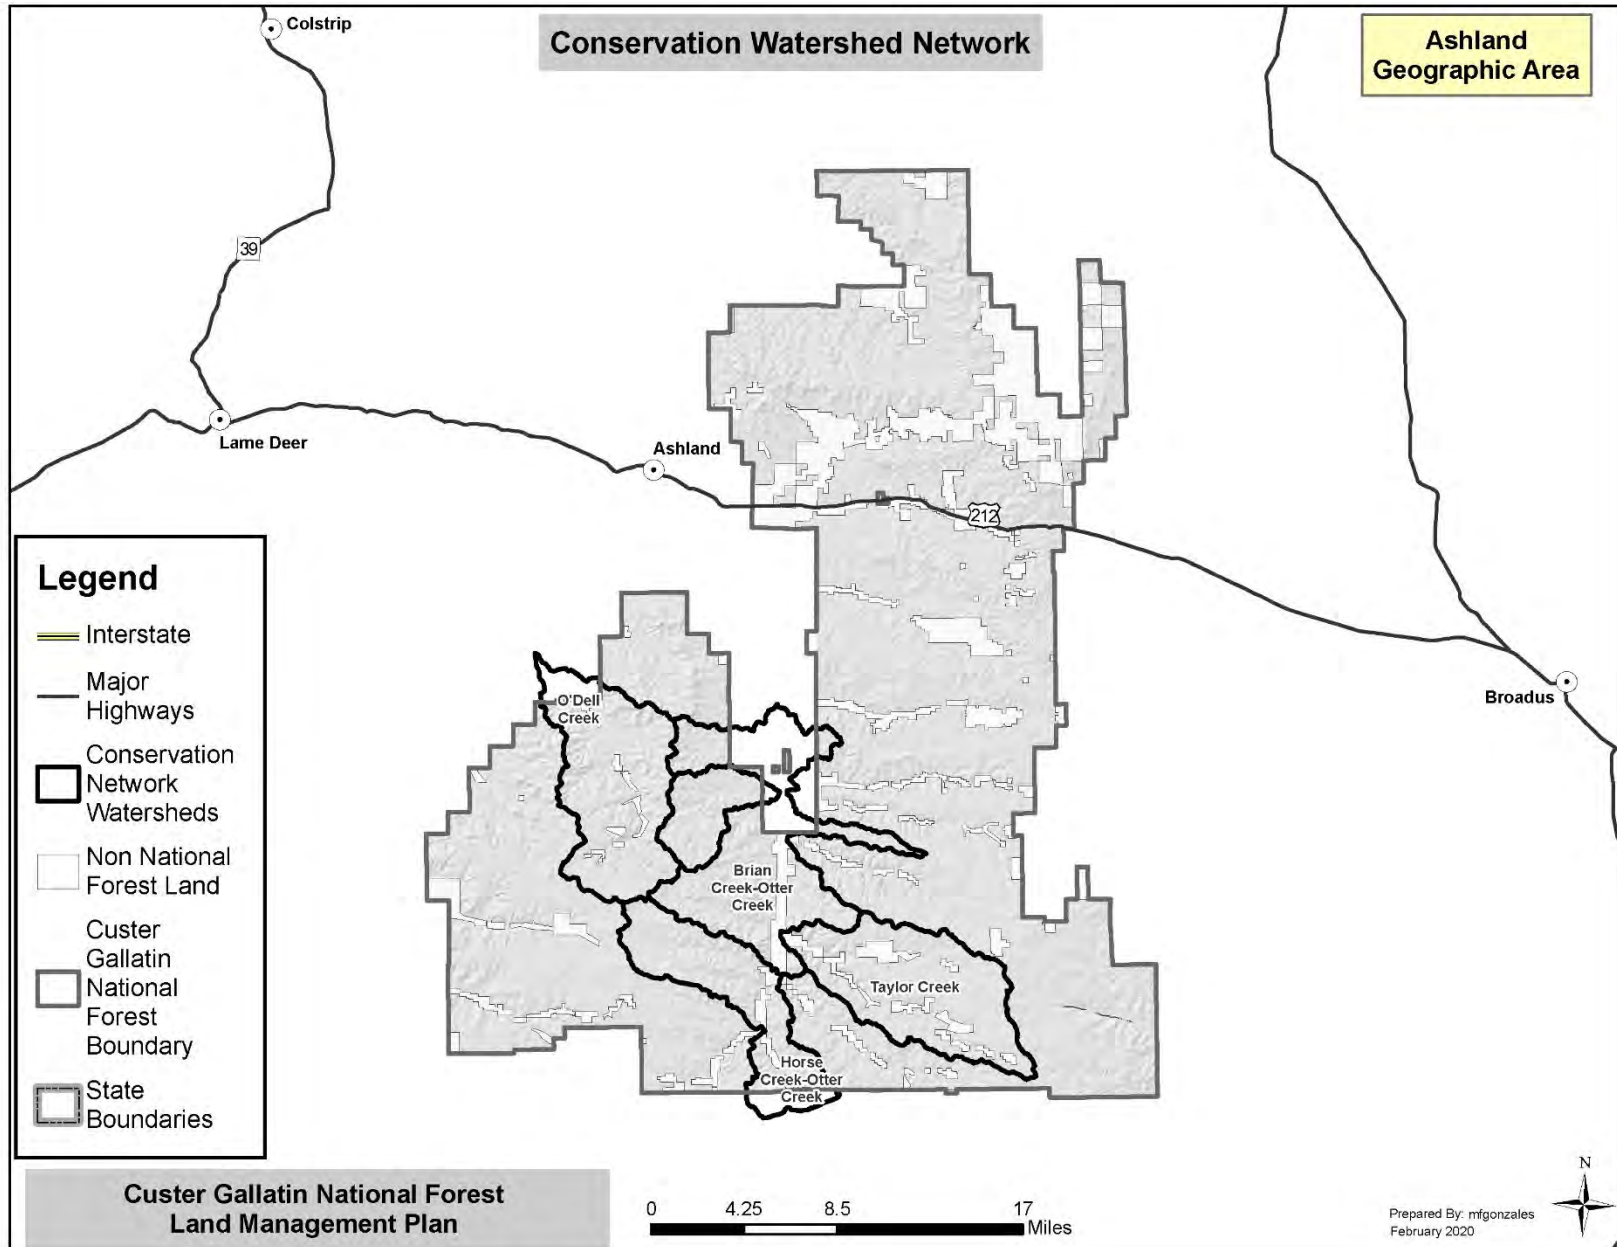 Colstrip
Conservation Watershed Network
Ashland
Geographic Area
39
Lame Deer
Ashland
212
Broadus
Legend
Interstate
Major
Highways
Conservation
Network
Watersheds
Non National
Forest Land
Custer
Gallatin
National
Forest
Boundary
State
Boundaries
O'Dell
Creek
Brian
Creek-Otter
Creek
Taylor Creek
Horse
Creek-Otter
Creek
Custer Gallatin National Forest
Land Management Plan
0 4.25 8.5 17
Miles
N
Prepared By: mfgonzales
February 2020